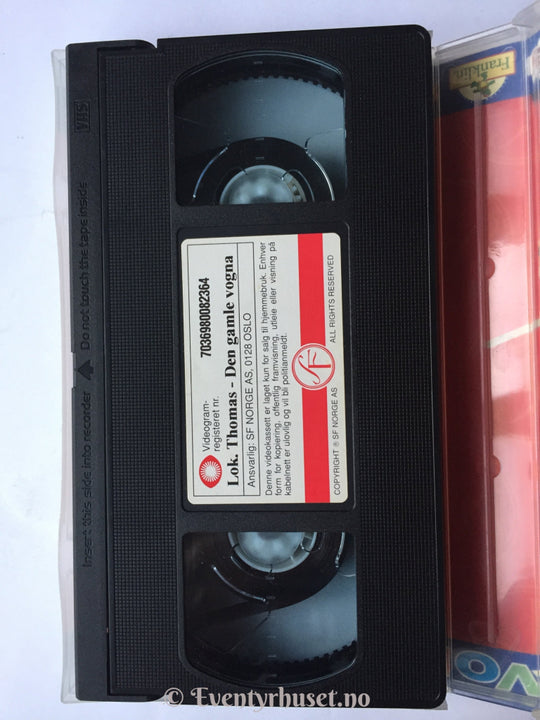 VHS
Do not touch the tape inside
Insert this side into recorder
Franklin
Videogram-
registeret nr.
7036980082364
Lok. Thomas - Den gamle vogna
Ansvarlig: SF NORGE AS, 0128 OSLO
Denne videokassett er laget kun for salg til hjemmebruk. Enhver
form for kopiering, offentlig framvisning, utleie eller visning på
kabelnett er ulovlig og vil bli politianmeldt.
SF
COPYRIGHT ® SF NORGE AS
ALL RIGHTS RESERVED
VO
© Eventyrhuset.no